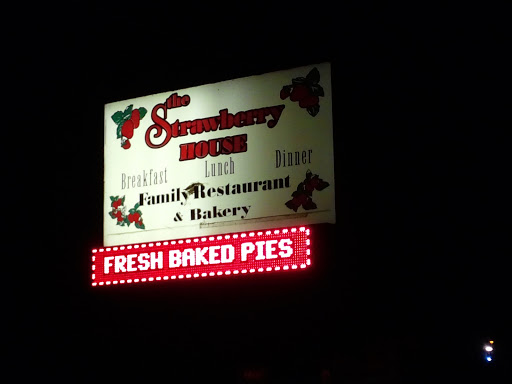 the
Strawberry
HOUSE
Breakfast Lunch Dinner
Family Restaurant
& Bakery
FRESH BAKED PIES